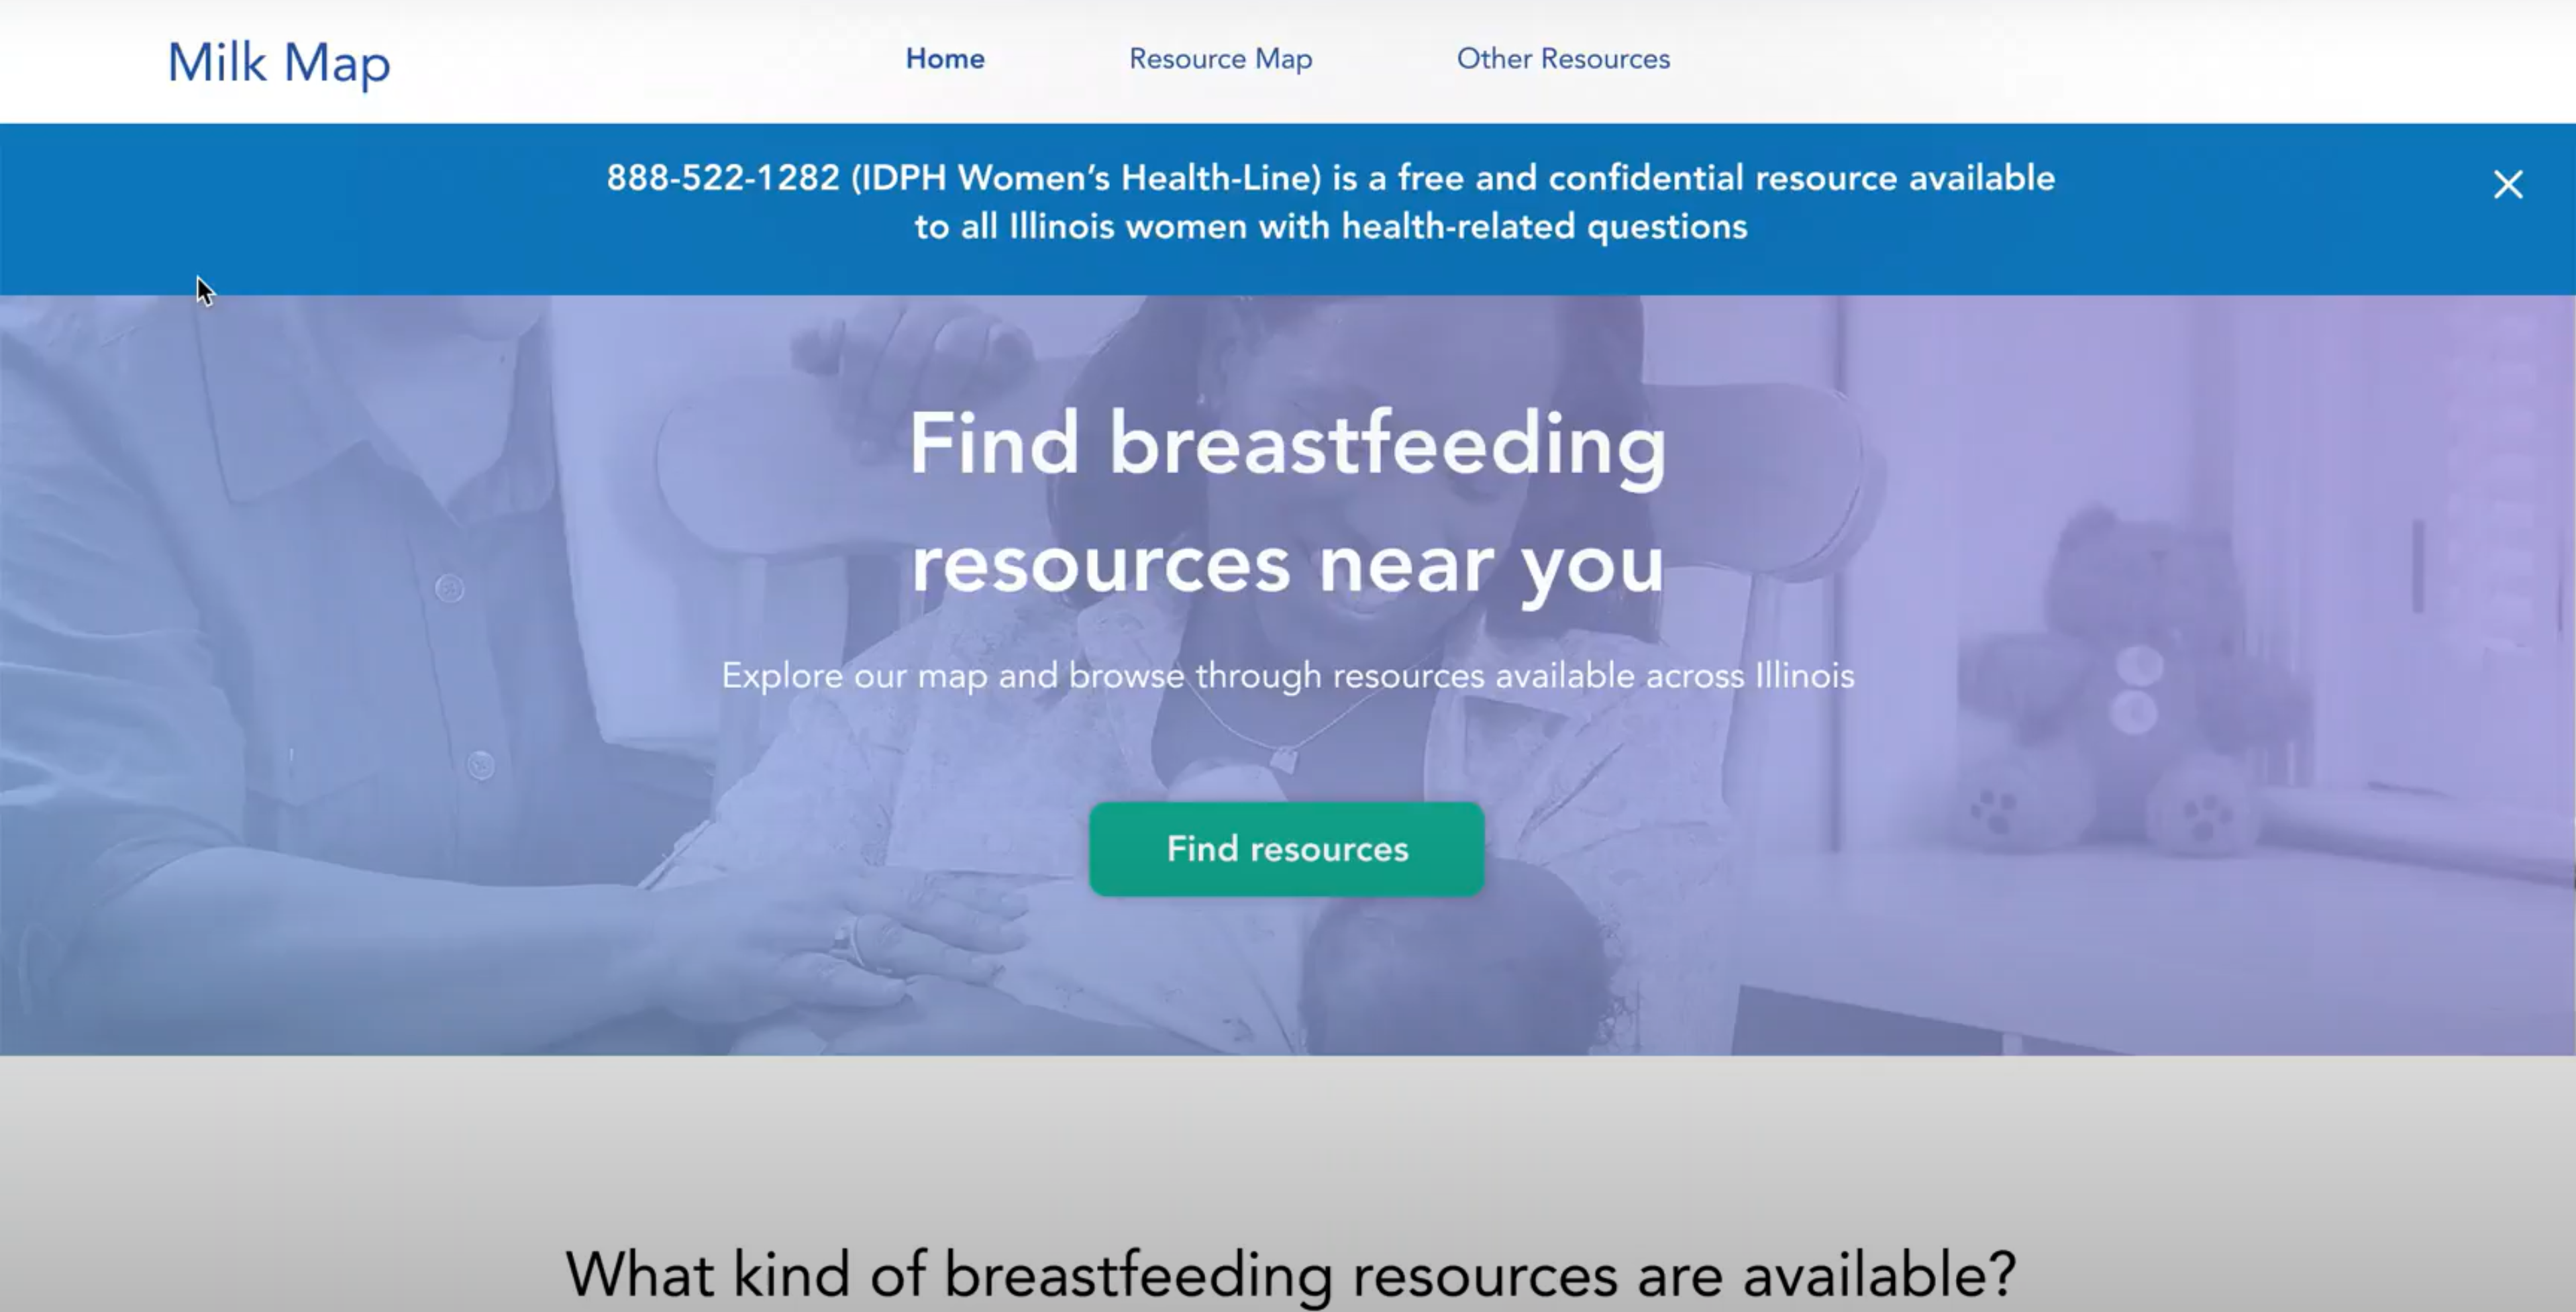 Milk Map
Home
Resource Map
Other Resources
888-522-1282 (IDPH Women’s Health-Line) is a free and confidential resource available
to all Illinois women with health-related questions
Find breastfeeding
resources near you
Explore our map and browse through resources available across Illinois
Find resources
What kind of breastfeeding resources are available?